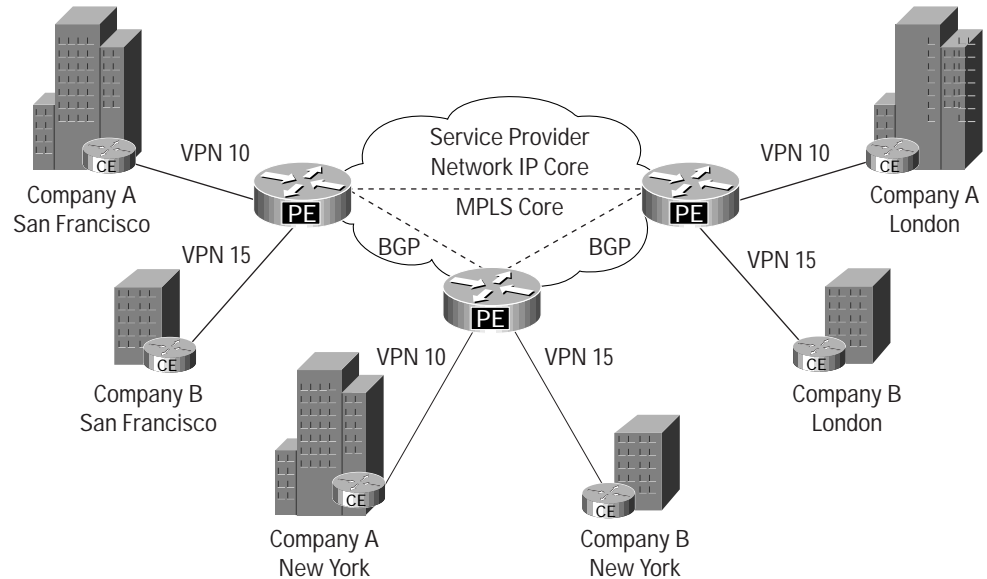 Service Provider
Network IP Core
VPN 10
VPN 10
CE
CE
Company A
San Francisco
PE
MPLS Core
PE
Company A
London
BGP
BGP
VPN 15
VPN 15
PE
CE
VPN 10
VPN 15
CE
Company B
San Francisco
Company B
London
CE
CE
Company A
New York
Company B
New York